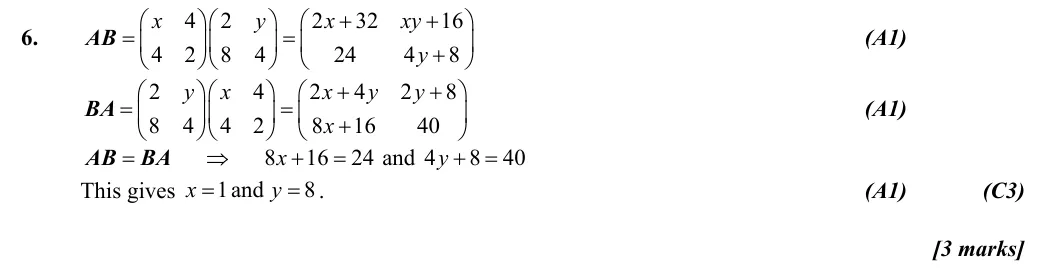 6. AB = (x 4; 4 2)(2 y; 8 4) = (2x+32 xy+16; 24 4y+8) (A1)
BA = (2 y; 8 4)(x 4; 4 2) = (2x+4y 2y+8; 8x+16 40) (A1)
AB = BA ⇒ 8x+16 = 24 and 4y+8 = 40
This gives x = 1 and y = 8. (A1) (C3)
[3 marks]